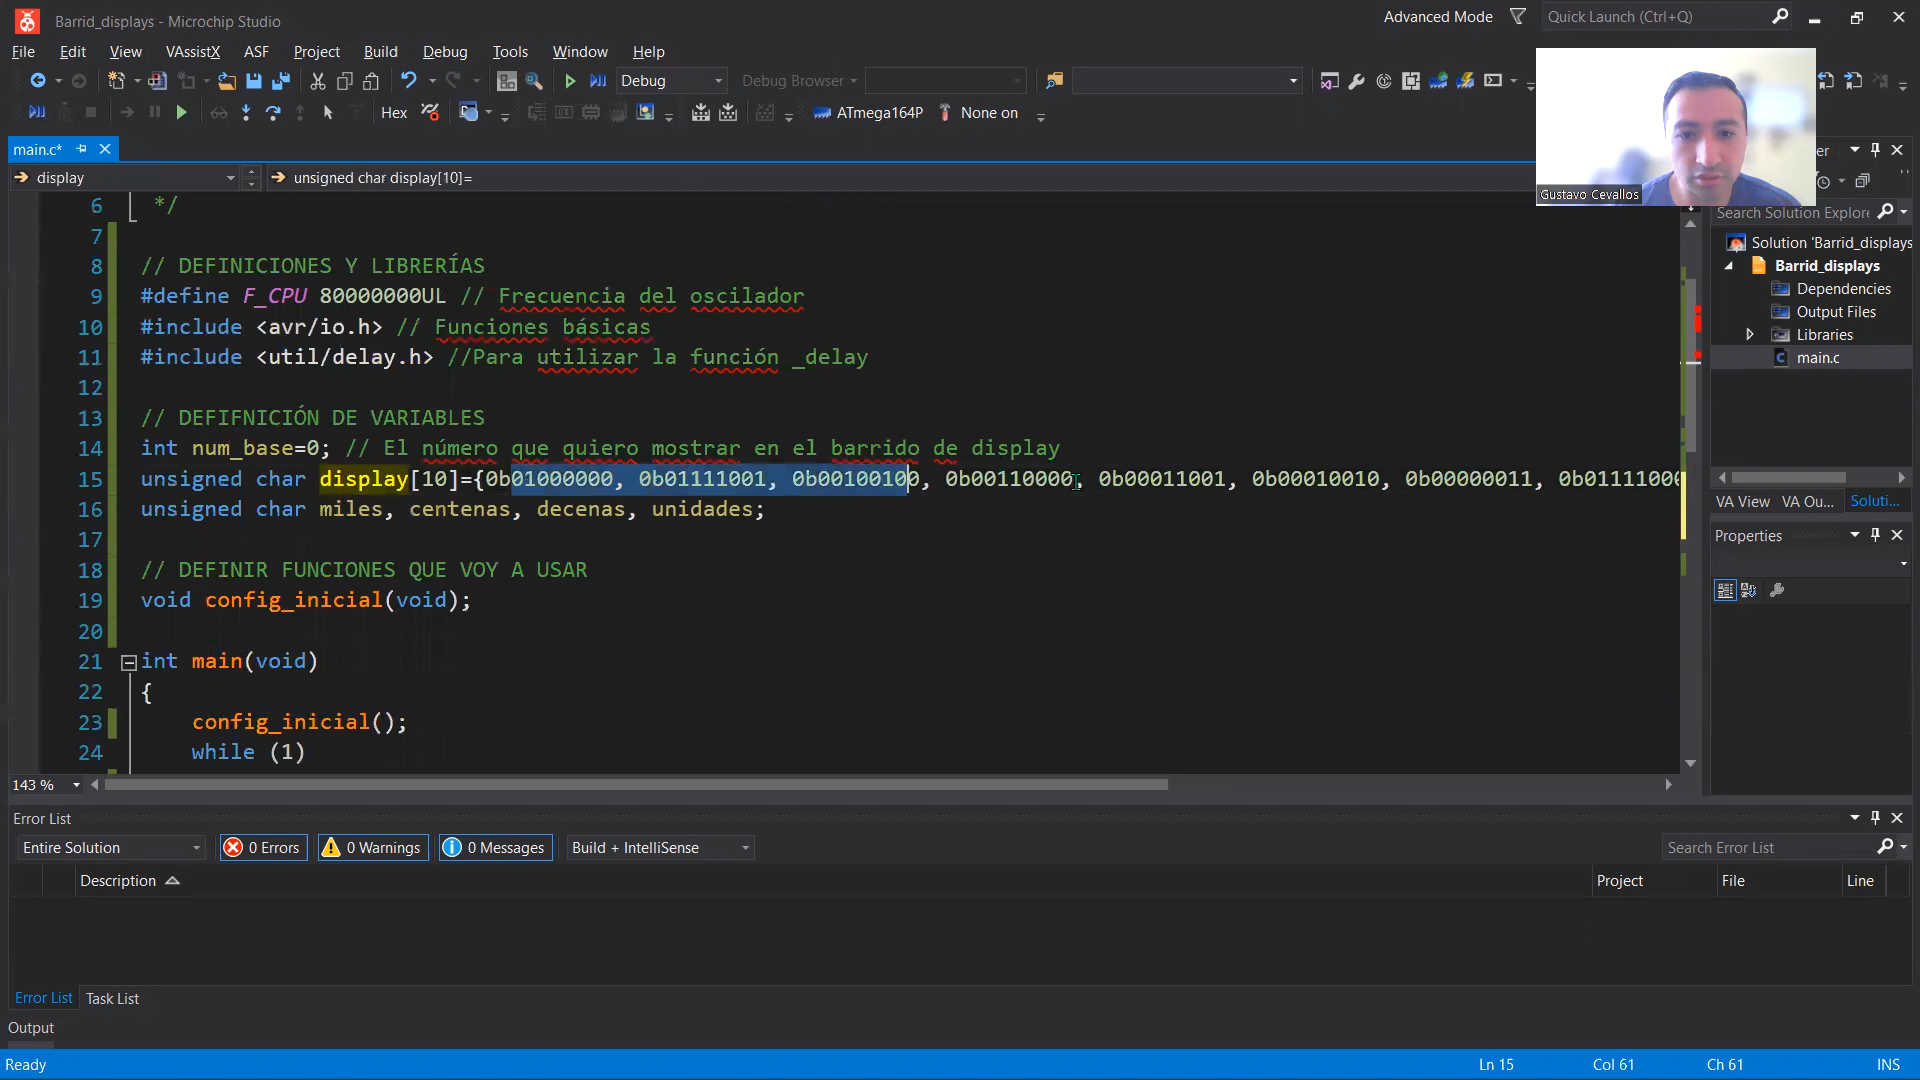 Barrid_displays - Microchip Studio
Advanced Mode
Quick Launch (Ctrl+Q)
File Edit View VAssistX ASF Project Build Debug Tools Window Help
Debug
Debug Browser
Hex
ATmega164P
None on
main.c*
display
unsigned char display[10]=
6 */
7
8 // DEFINICIONES Y LIBRERÍAS
9 #define F_CPU 80000000UL // Frecuencia del oscilador
10 #include <avr/io.h> // Funciones básicas
11 #include <util/delay.h> //Para utilizar la función _delay
12
13 // DEFIFNICIÓN DE VARIABLES
14 int num_base=0; // El número que quiero mostrar en el barrido de display
15 unsigned char display[10]={0b01000000, 0b01111001, 0b00100100, 0b00110000, 0b00011001, 0b00010010, 0b00000011, 0b0111100
16 unsigned char miles, centenas, decenas, unidades;
17
18 // DEFINIR FUNCIONES QUE VOY A USAR
19 void config_inicial(void);
20
21 int main(void)
22 {
23 config_inicial();
24 while (1)
143 %
Gustavo Cevallos
er
Search Solution Explore
Solution 'Barrid_displays
Barrid_displays
Dependencies
Output Files
Libraries
main.c
VA View VA Ou... Soluti...
Properties
Error List
Entire Solution
0 Errors
0 Warnings
0 Messages
Build + IntelliSense
Search Error List
Description
Project
File
Line
Error List Task List
Output
Ready
Ln 15
Col 61
Ch 61
INS